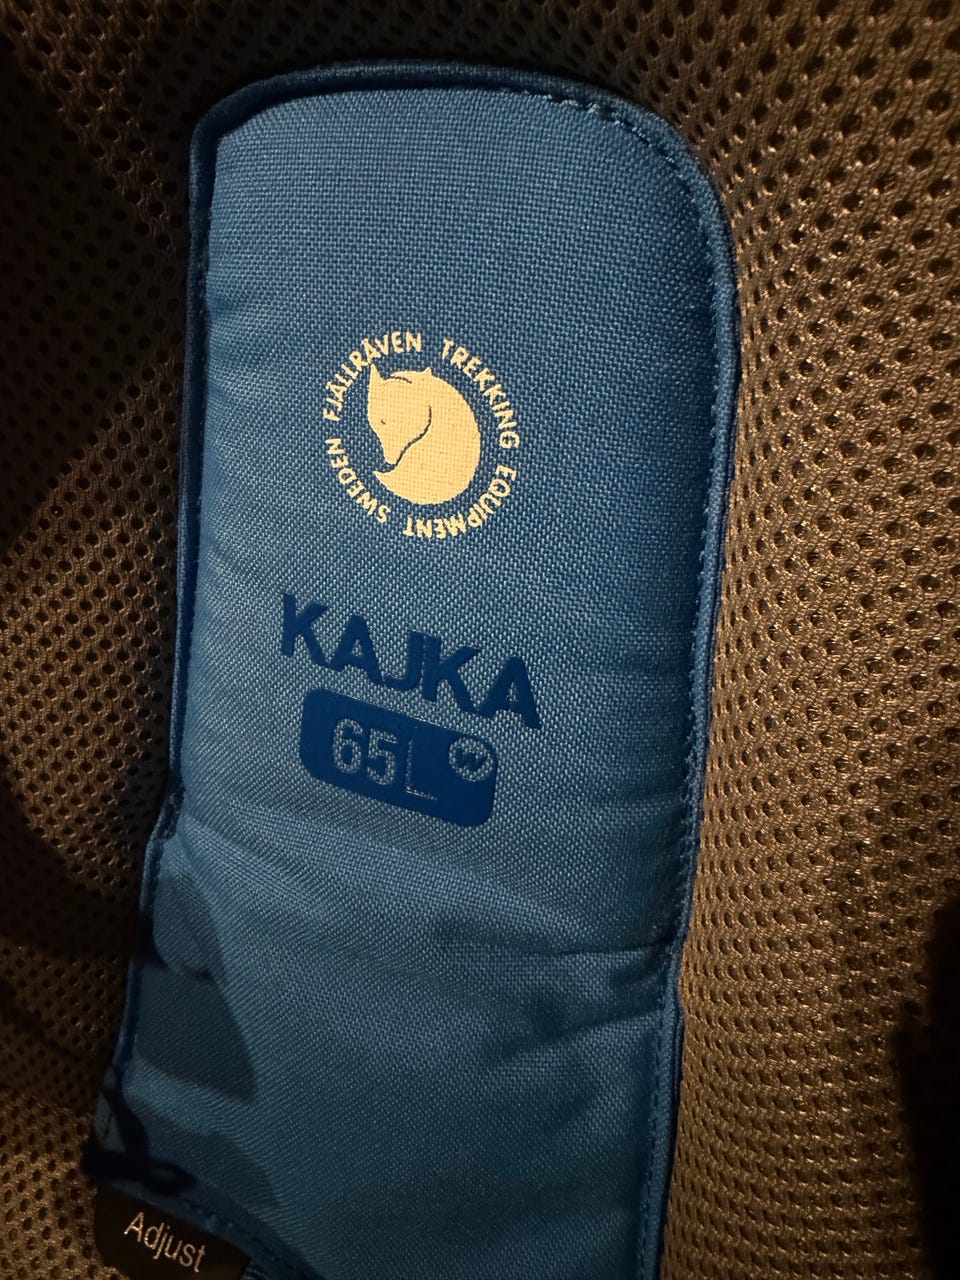 FJÄLLRÄVEN TREKKING EQUIPMENT SWEDEN
KAJKA
65L W
Adjust